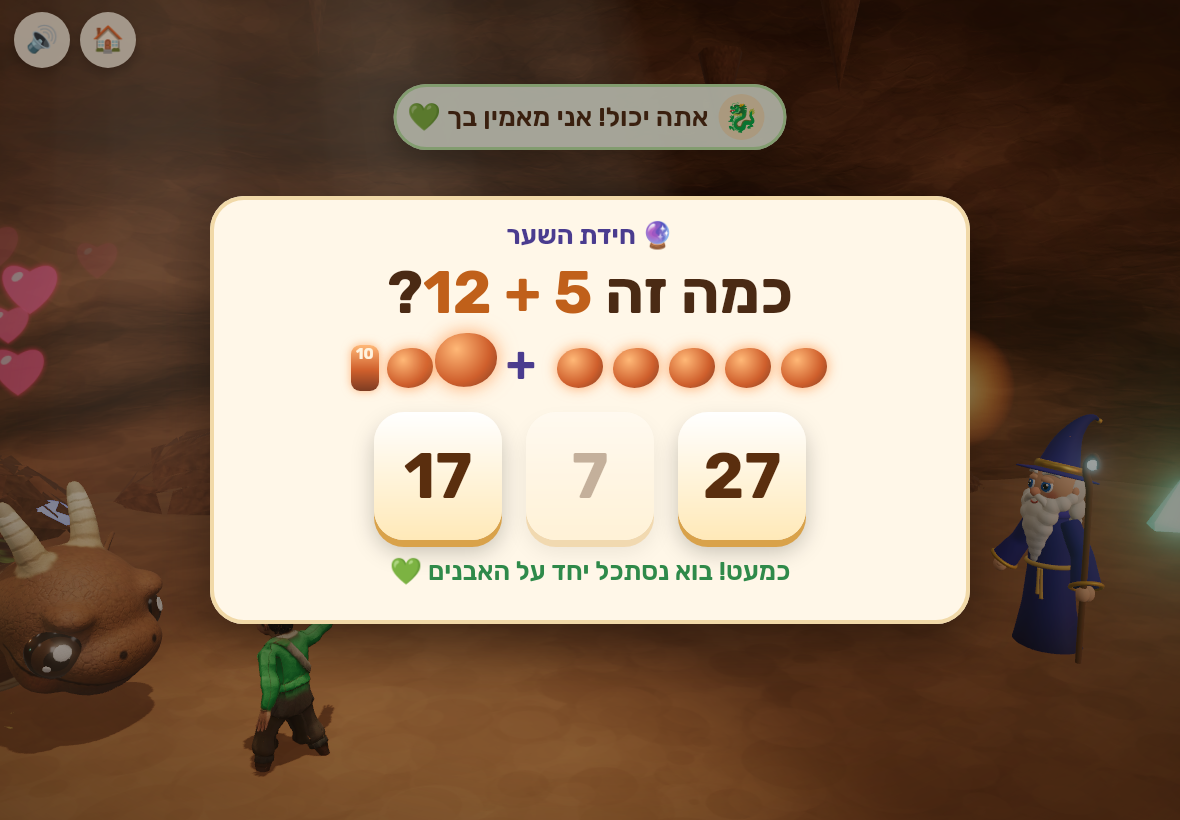 אתה יכול! אני מאמין בך 💚
🔮 חידת השער
כמה זה 12 + 5?
10 +
17 7 27
כמעט! בוא נסתכל יחד על האבנים 💚